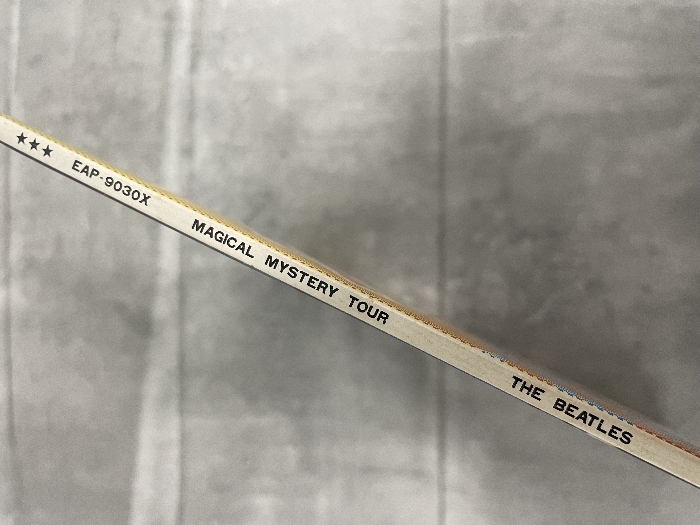 ★★★ EAP-9030X MAGICAL MYSTERY TOUR THE BEATLES